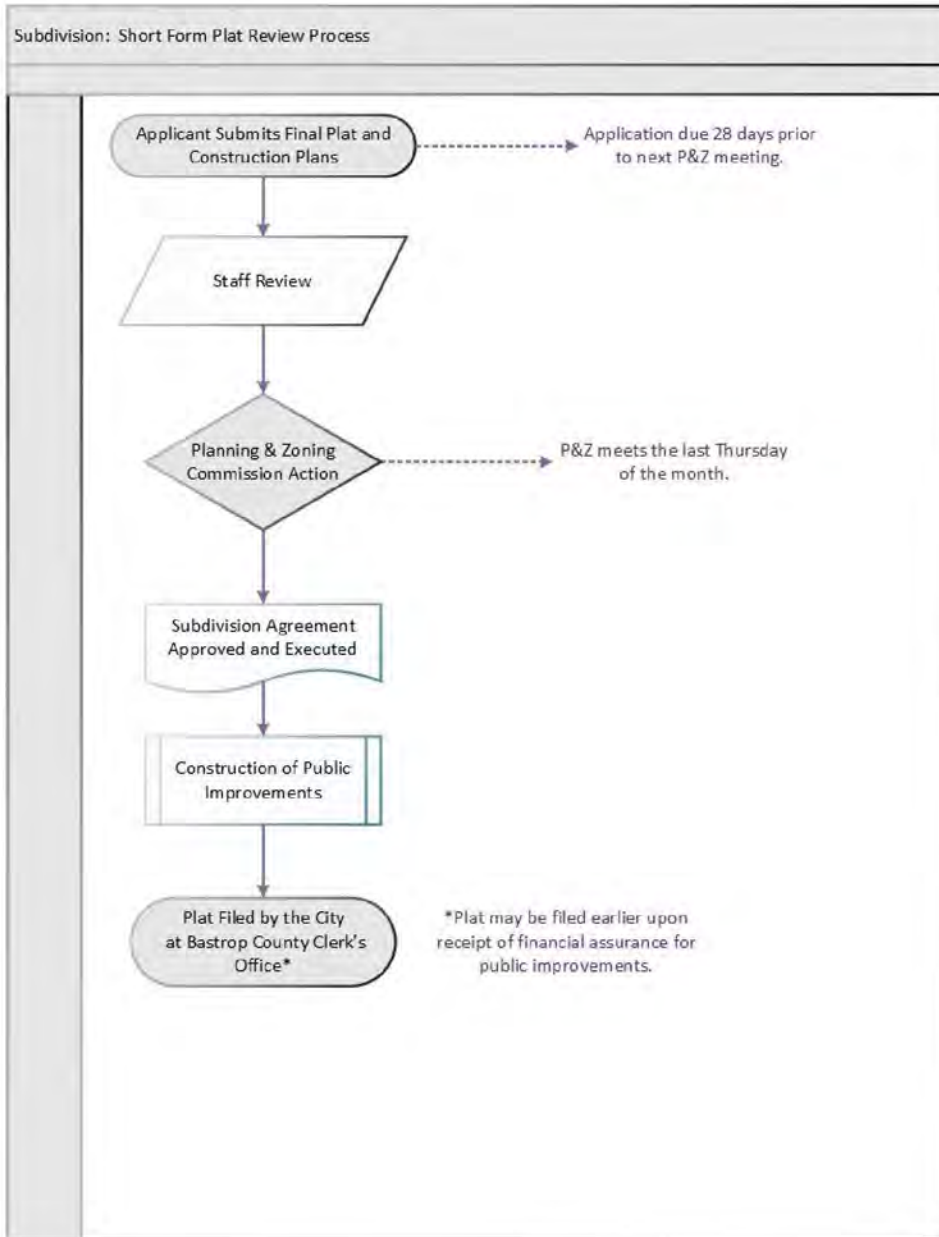 Subdivision: Short Form Plat Review Process
Applicant Submits Final Plat and
Construction Plans
Application due 28 days prior
to next P&Z meeting.
Staff Review
Planning & Zoning
Commission Action
P&Z meets the last Thursday
of the month.
Subdivision Agreement
Approved and Executed
Construction of Public
Improvements
Plat Filed by the City
at Bastrop County Clerk's
Office*
*Plat may be filed earlier upon
receipt of financial assurance for
public improvements.